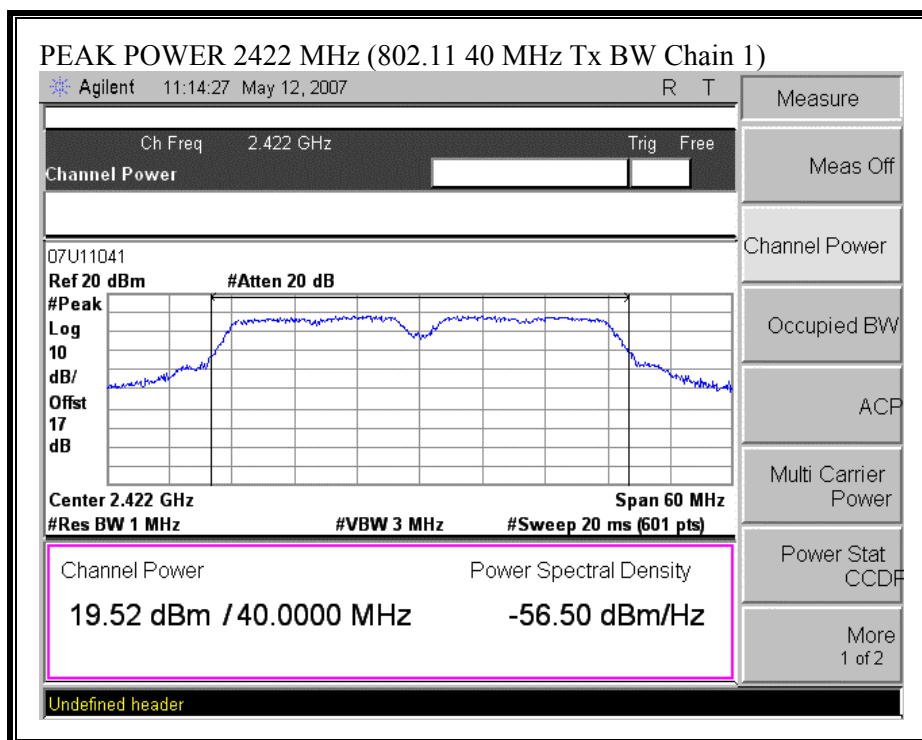 PEAK POWER 2422 MHz (802.11 40 MHz Tx BW Chain 1)
Agilent 11:14:27 May 12, 2007 R T
Measure
Ch Freq 2.422 GHz Trig Free
Channel Power
Meas Off
Channel Power
Occupied BW
ACP
Multi Carrier
Power
Power Stat
CCDF
More
1 of 2
07U11041
Ref 20 dBm #Atten 20 dB
#Peak
Log
10
dB/
Offst
17
dB
Center 2.422 GHz Span 60 MHz
#Res BW 1 MHz #VBW 3 MHz #Sweep 20 ms (601 pts)
Channel Power Power Spectral Density
19.52 dBm / 40.0000 MHz -56.50 dBm/Hz
Undefined header